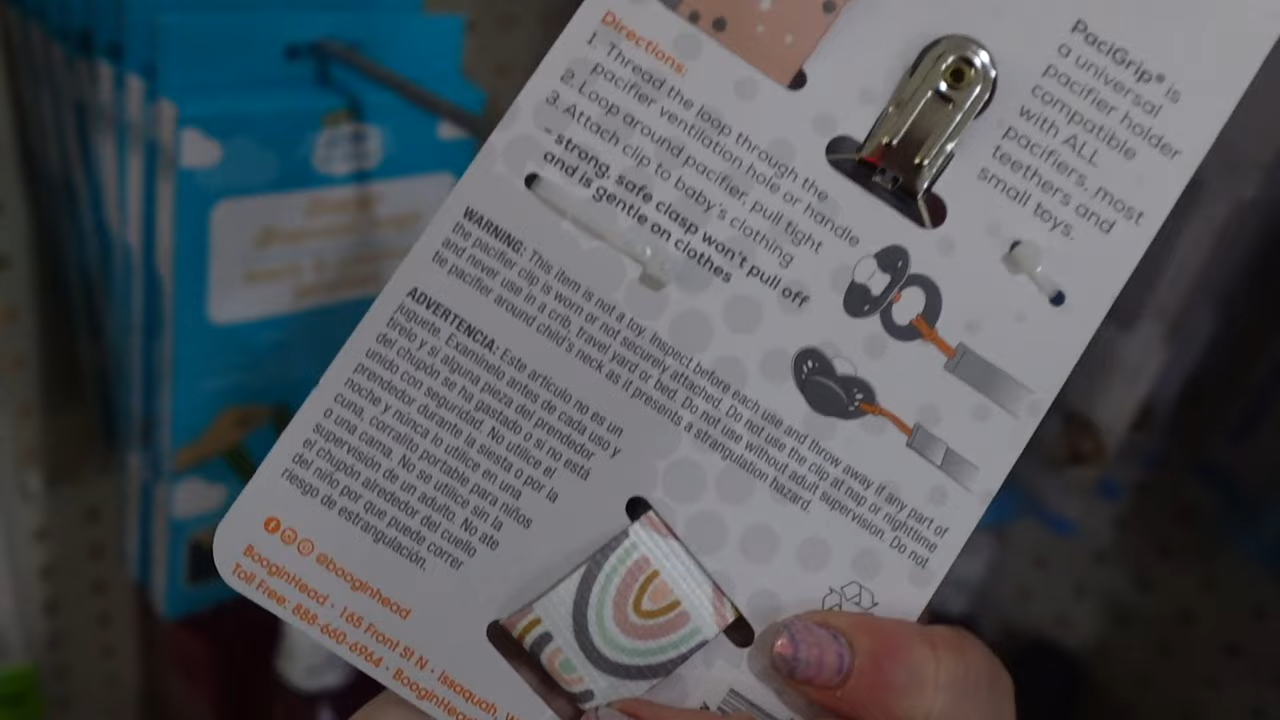 Directions:
1. Thread the loop through the
pacifier ventilation hole or handle
2. Loop around pacifier, pull tight
3. Attach clip to baby's clothing
- strong, safe clasp won't pull off
and is gentle on clothes
PaciGrip® is
a universal
pacifier holder
compatible
with ALL
pacifiers, most
teethers and
small toys.
WARNING: This item is not a toy. Inspect before each use and throw away if any part of
the pacifier clip is worn or not securely attached. Do not use the clip at nap or nighttime
and never use in a crib, travel yard or bed. Do not use without adult supervision. Do not
tie pacifier around child's neck as it presents a strangulation hazard.
ADVERTENCIA: Este artículo no es un
juguete. Examínelo antes de cada uso y
tírelo y si alguna pieza del prendedor
del chupón se ha gastado o si no está
unido con seguridad. No utilice el
prendedor durante la siesta o por la
noche y nunca lo utilice en una
cuna, corralito portable para niños
o una cama. No se utilice sin la
supervisión de un adulto. No ate
el chupón alrededor del cuello
del niño por que puede correr
riesgo de estrangulación.
@booginhead
BooginHead • 165 Front St N • Issaquah, W
Toll Free: 888-660-6964 • BooginHead